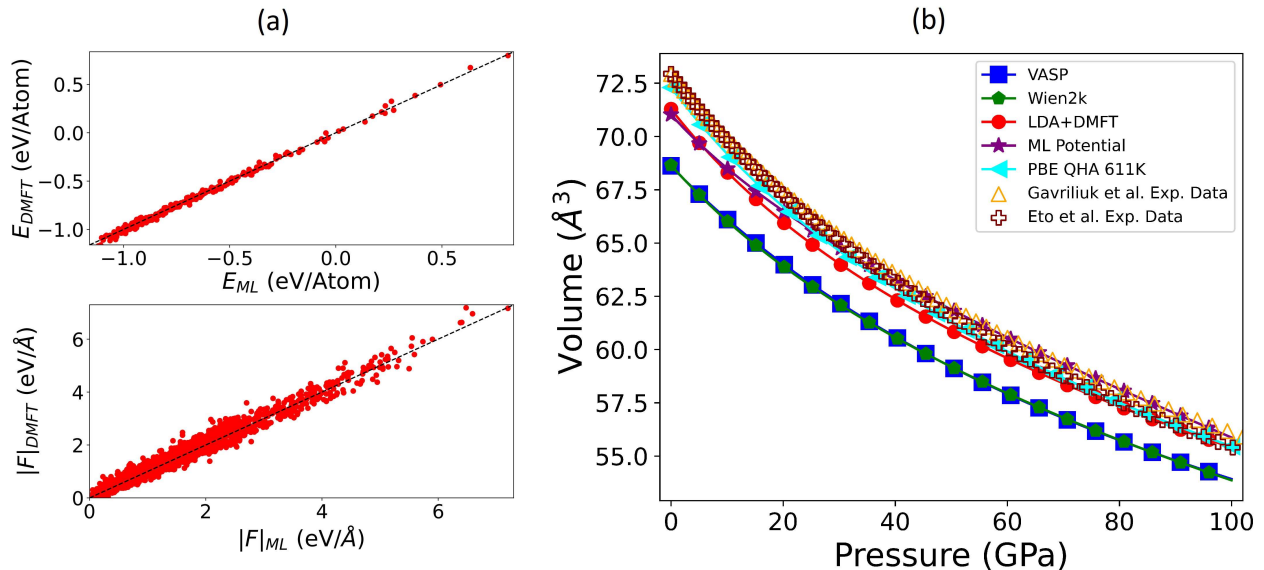 (a)
0.5
0.0
−0.5
−1.0
E_DMFT (eV/Atom)
−1.0 −0.5 0.0 0.5
E_ML (eV/Atom)
6
4
2
0
|F|_DMFT (eV/Å)
0 2 4 6
|F|_ML (eV/Å)
(b)
72.5
70.0
67.5
65.0
62.5
60.0
57.5
55.0
Volume (Å³)
VASP
Wien2k
LDA+DMFT
ML Potential
PBE QHA 611K
Gavriliuk et al. Exp. Data
Eto et al. Exp. Data
0 20 40 60 80 100
Pressure (GPa)